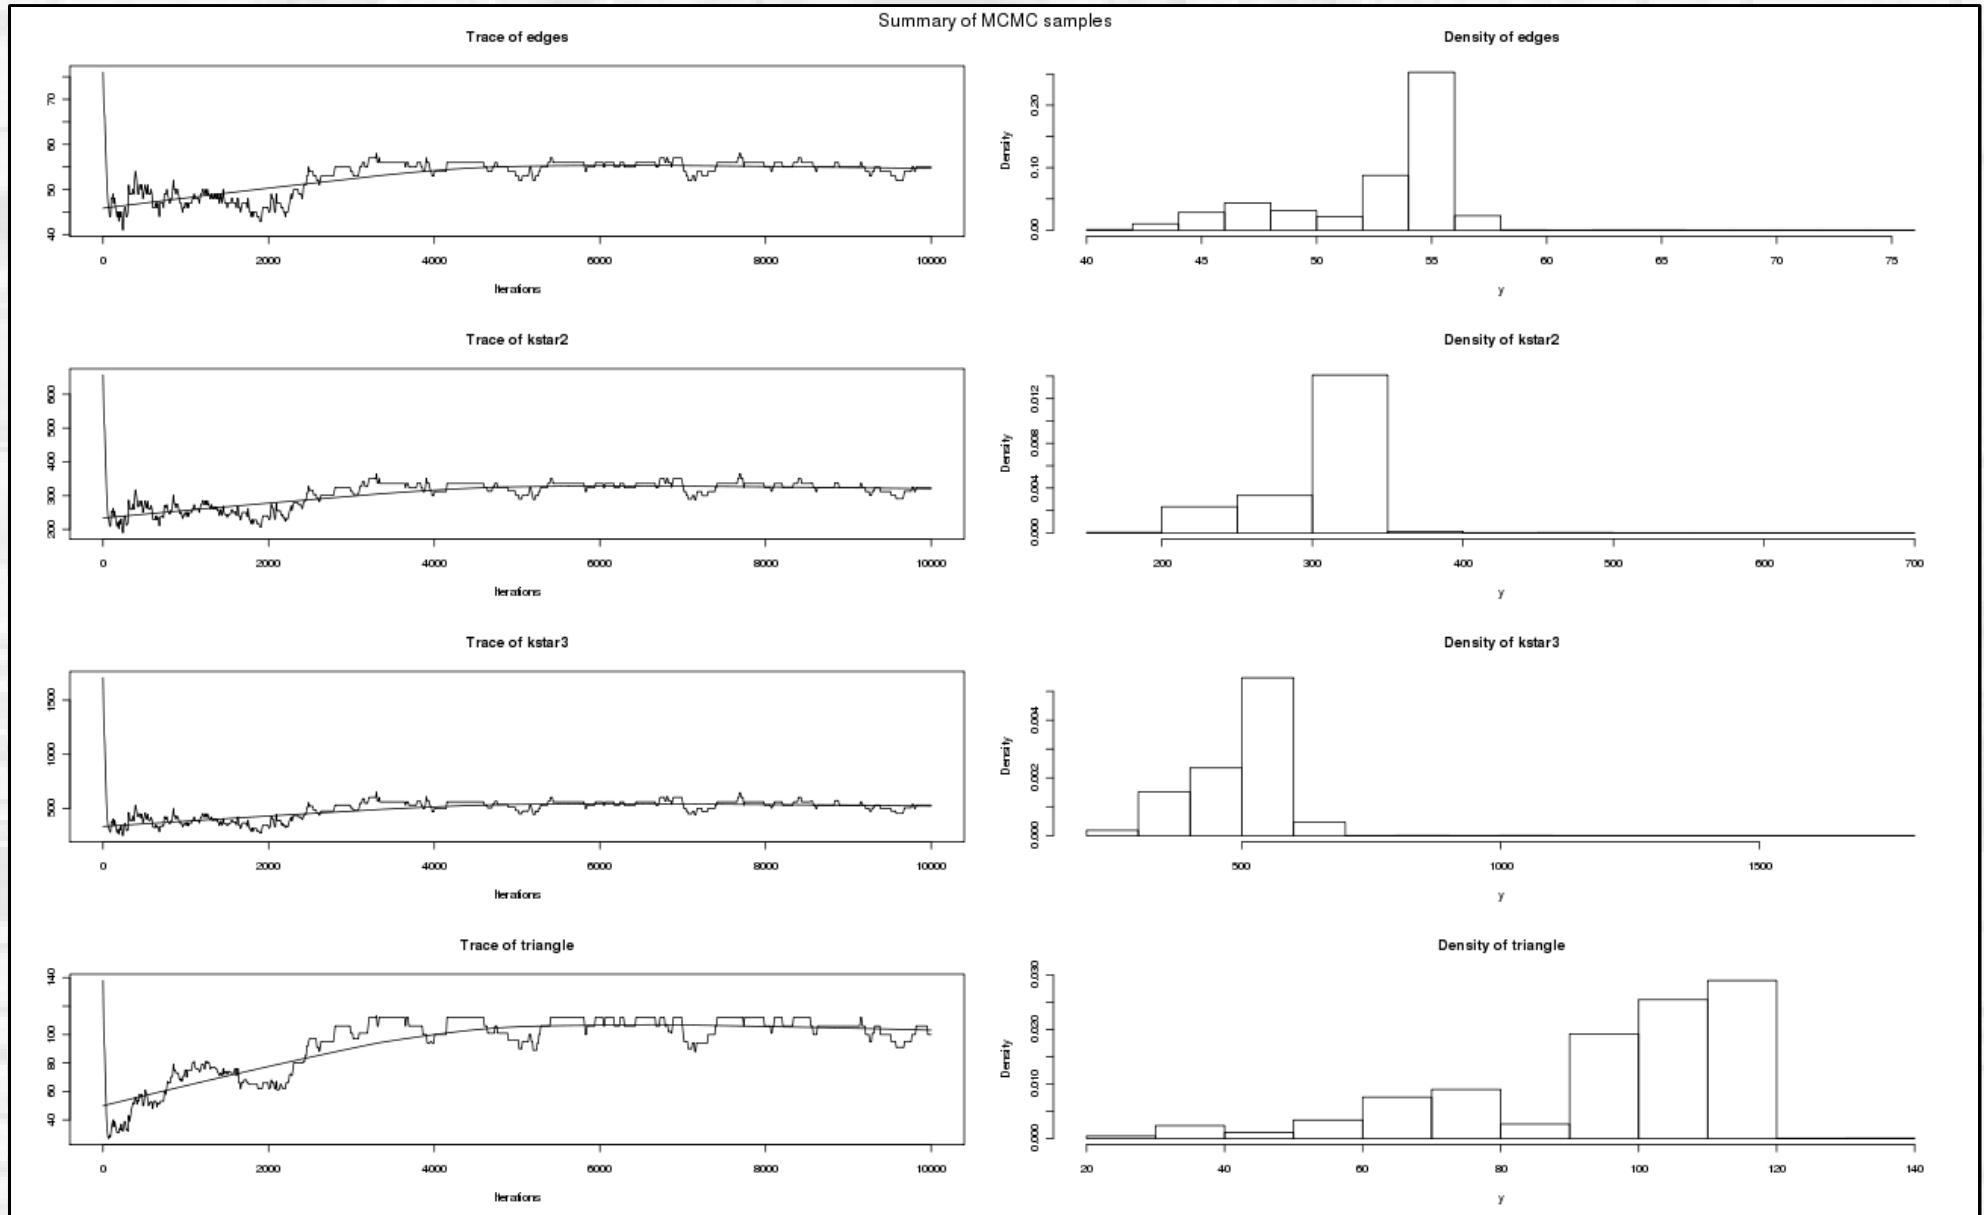 Summary of MCMC samples
Trace of edges
40 50 60 70
0 2000 4000 6000 8000 10000
Iterations
Density of edges
Density
0.00 0.10 0.20
40 45 50 55 60 65 70 75
y
Trace of kstar2
200 300 400 500 600
0 2000 4000 6000 8000 10000
Iterations
Density of kstar2
Density
0.000 0.004 0.008 0.012
200 300 400 500 600 700
y
Trace of kstar3
500 1000 1500
0 2000 4000 6000 8000 10000
Iterations
Density of kstar3
Density
0.000 0.002 0.004
500 1000 1500
y
Trace of triangle
40 60 80 100 140
0 2000 4000 6000 8000 10000
Iterations
Density of triangle
Density
0.000 0.010 0.020 0.030
20 40 60 80 100 120 140
y